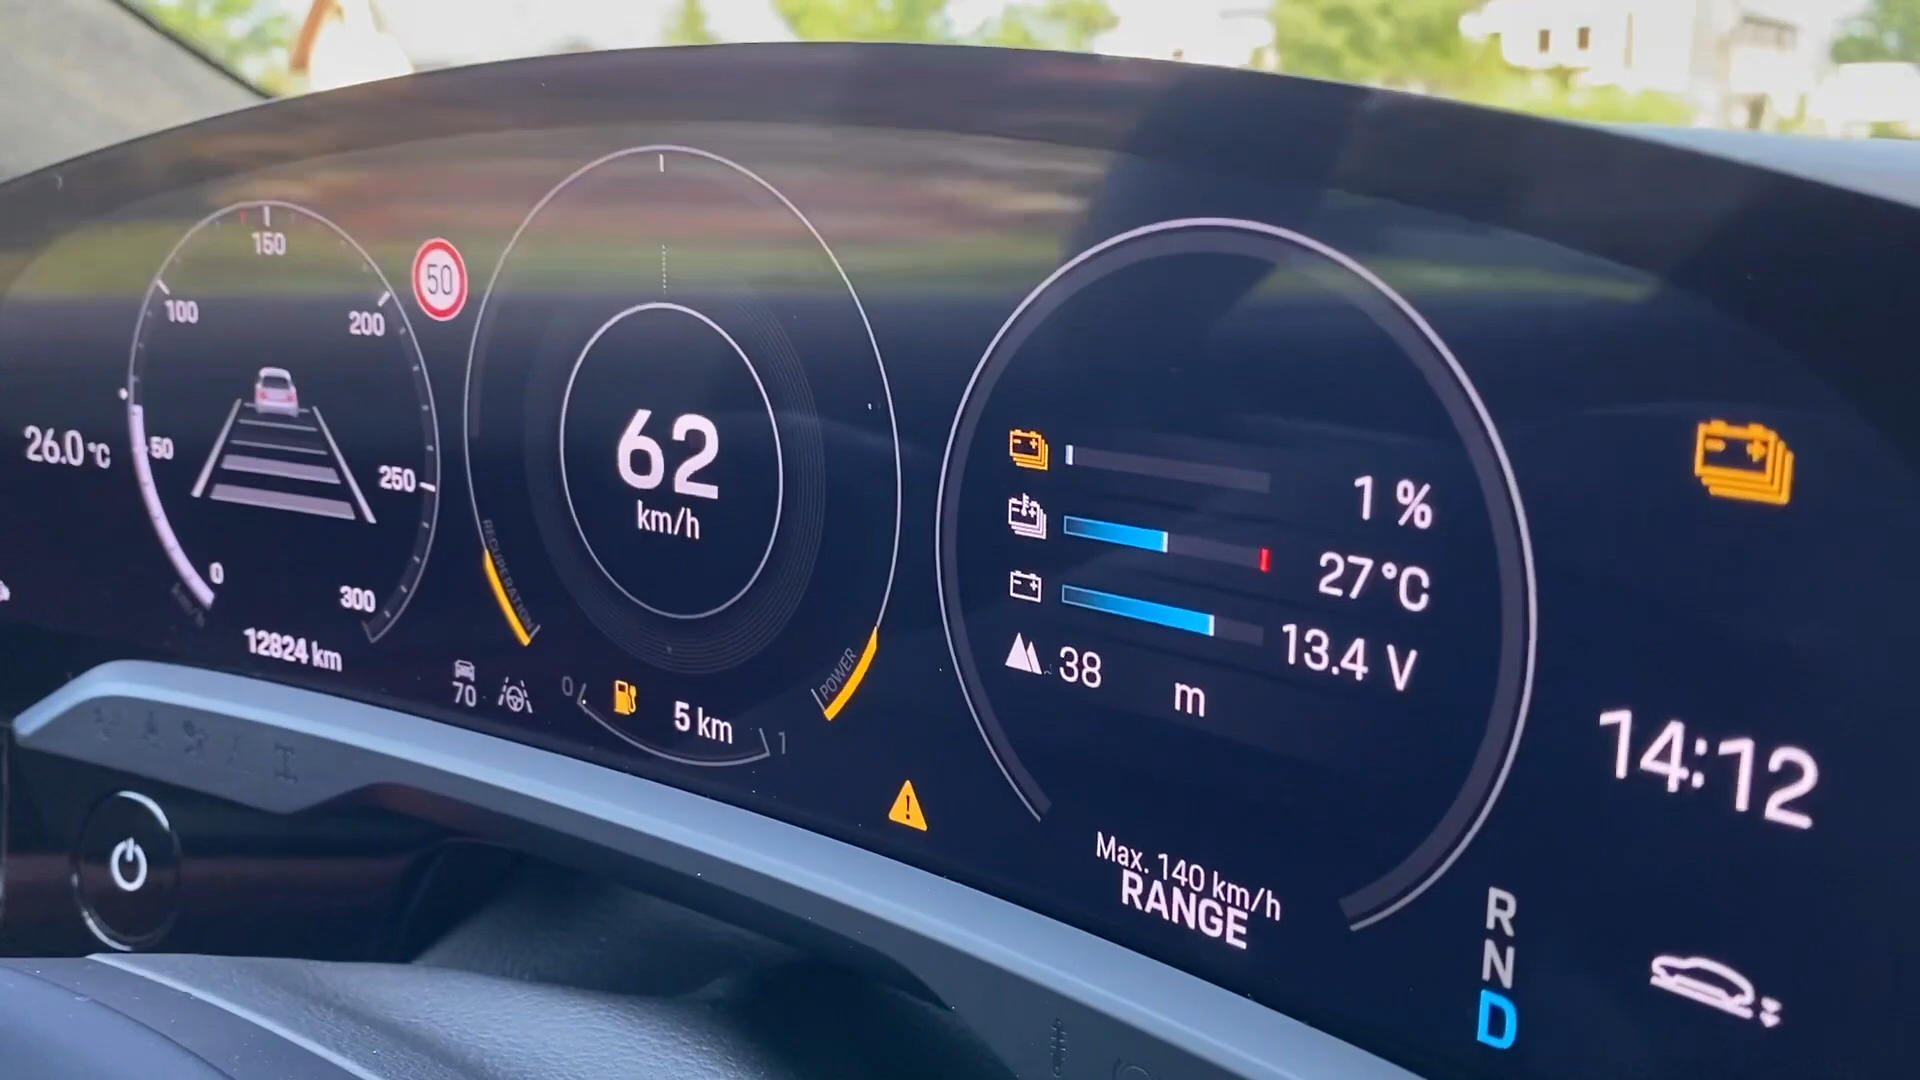 150
100
200
50
50
250
0
300
26.0 °C
12824 km
62
km/h
RECUPERATION
POWER
70
0
5 km
1
1 %
27 °C
13.4 V
38 m
Max. 140 km/h
RANGE
14:12
R
N
D